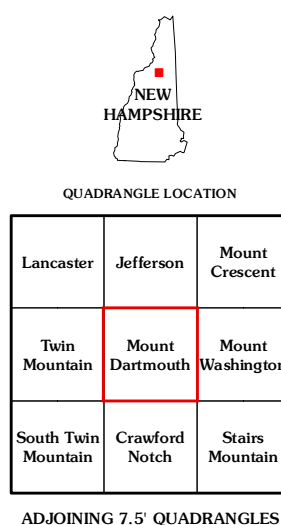 NEW
HAMPSHIRE
QUADRANGLE LOCATION
Lancaster
Jefferson
Mount
Crescent
Twin
Mountain
Mount
Dartmouth
Mount
Washington
South Twin
Mountain
Crawford
Notch
Stairs
Mountain
ADJOINING 7.5' QUADRANGLES